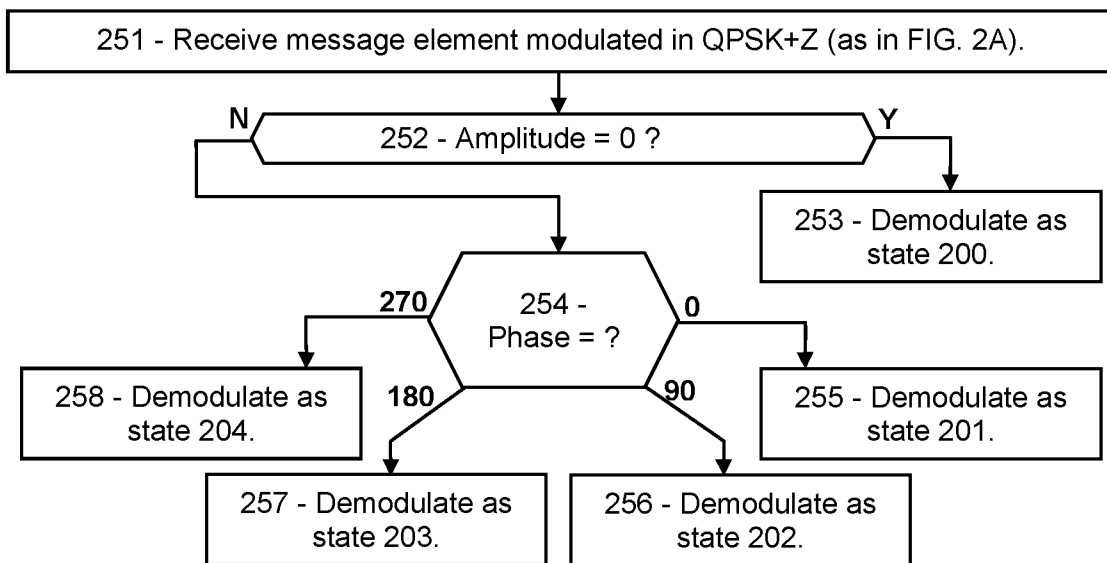 251 - Receive message element modulated in QPSK+Z (as in FIG. 2A).
N
252 - Amplitude = 0 ?
Y
253 - Demodulate as
state 200.
254 -
Phase = ?
270
0
180
90
258 - Demodulate as
state 204.
255 - Demodulate as
state 201.
257 - Demodulate as
state 203.
256 - Demodulate as
state 202.